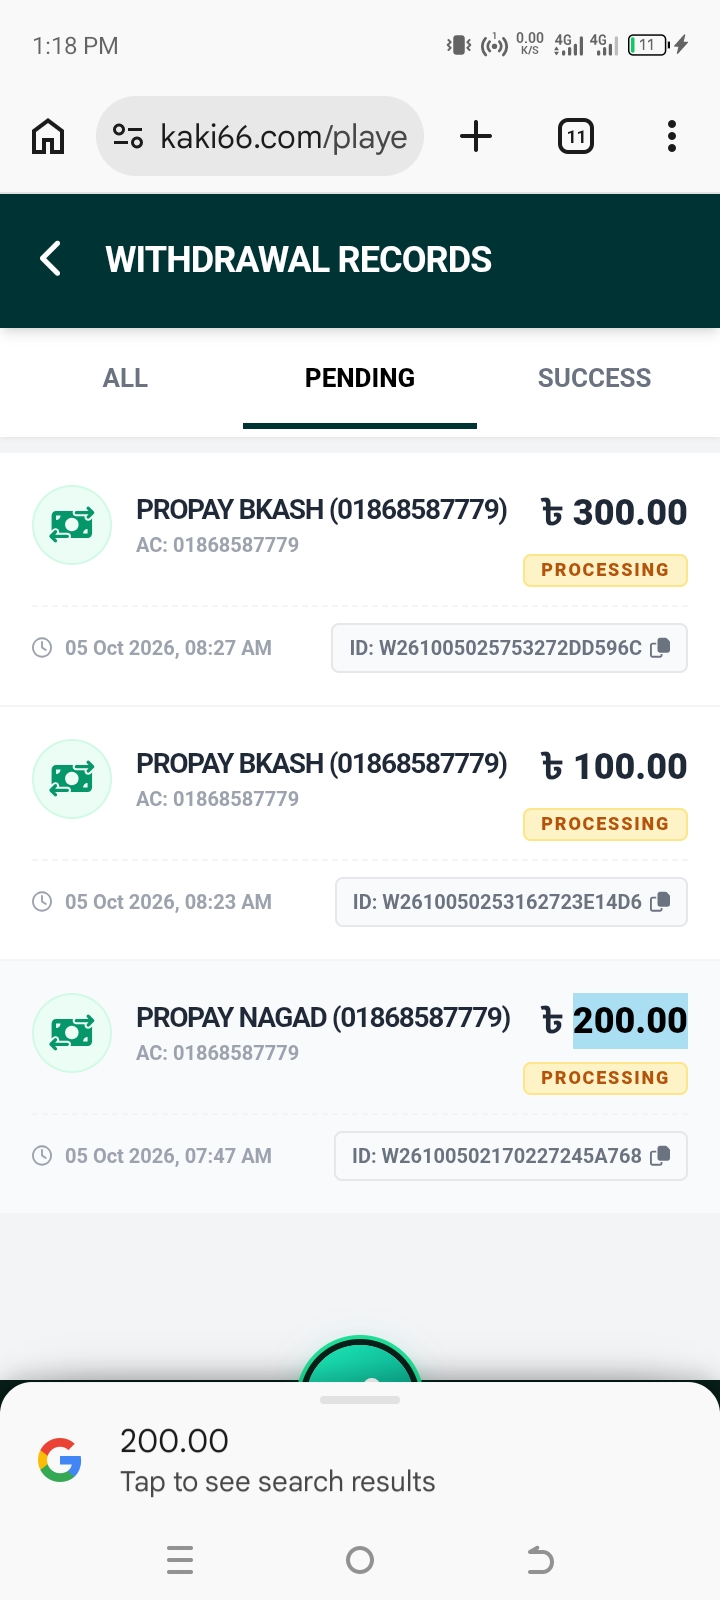 1:18 PM
1
0.00
K/S
4G
4G
11
kaki66.com/playe
11
WITHDRAWAL RECORDS
ALL
PENDING
SUCCESS
PROPAY BKASH (01868587779)
৳ 300.00
AC: 01868587779
PROCESSING
05 Oct 2026, 08:27 AM
ID: W261005025753272DD596C
PROPAY BKASH (01868587779)
৳ 100.00
AC: 01868587779
PROCESSING
05 Oct 2026, 08:23 AM
ID: W2610050253162723E14D6
PROPAY NAGAD (01868587779)
৳ 200.00
AC: 01868587779
PROCESSING
05 Oct 2026, 07:47 AM
ID: W26100502170227245A768
200.00
Tap to see search results